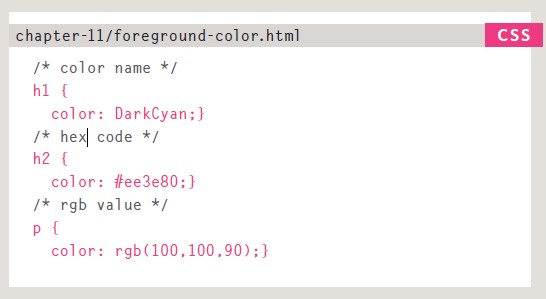 chapter-11/foreground-color.html CSS
/* color name */
h1 {
  color: DarkCyan;}
/* hex code */
h2 {
  color: #ee3e80;}
/* rgb value */
p {
  color: rgb(100,100,90);}